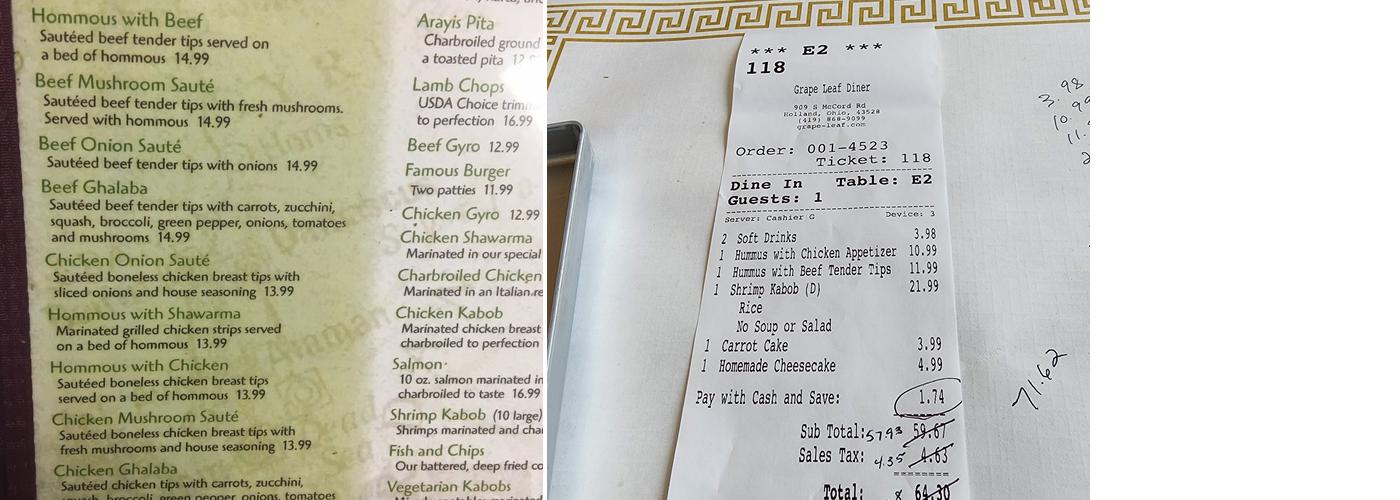 Hommous with Beef
Sautéed beef tender tips served on
a bed of hommous 14.99
Beef Mushroom Sauté
Sautéed beef tender tips with fresh mushrooms.
Served with hommous 14.99
Beef Onion Sauté
Sautéed beef tender tips with onions 14.99
Beef Ghalaba
Sautéed beef tender tips with carrots, zucchini,
squash, broccoli, green pepper, onions, tomatoes
and mushrooms 14.99
Chicken Onion Sauté
Sautéed boneless chicken breast tips with
sliced onions and house seasoning 13.99
Hommous with Shawarma
Marinated grilled chicken strips served
on a bed of hommous 13.99
Hommous with Chicken
Sautéed boneless chicken breast tips
served on a bed of hommous 13.99
Chicken Mushroom Sauté
Sautéed boneless chicken breast tips with
fresh mushrooms and house seasoning 13.99
Chicken Ghalaba
Sautéed chicken tips with carrots, zucchini,
squash, broccoli, green pepper, onions, tomatoes
Arayis Pita
Charbroiled ground
a toasted pita
Lamb Chops
USDA Choice
to perfection 16.99
Beef Gyro 12.99
Famous Burger
Two patties 11.99
Chicken Gyro 12.99
Chicken Shawarma
Marinated in our special
Charbroiled Chicken
Marinated in an Italian
Chicken Kabob
Marinated chicken breast
charbroiled to perfection
Salmon
10 oz. salmon marinated in
charbroiled to taste 16.99
Shrimp Kabob (10 large)
Shrimps marinated and
Fish and Chips
Our battered, deep fried
Vegetarian Kabobs
*** E2 ***
118
Grape Leaf Diner
909 S McCord Rd
Holland, Ohio, 43528
(419) 868-9099
grape-leaf.com
Order: 001-4523
Ticket: 118
Dine In Table: E2
Guests: 1
Server: Cashier G Device: 3
2 Soft Drinks 3.98
1 Hummus with Chicken Appetizer 10.99
1 Hummus with Beef Tender Tips 11.99
1 Shrimp Kabob (D) 21.99
Rice
No Soup or Salad
1 Carrot Cake 3.99
1 Homemade Cheesecake 4.99
Pay with Cash and Save: 1.74
Sub Total: 57.93 59.67
Sales Tax: 4.35 4.63
Total: 64.30
71.62